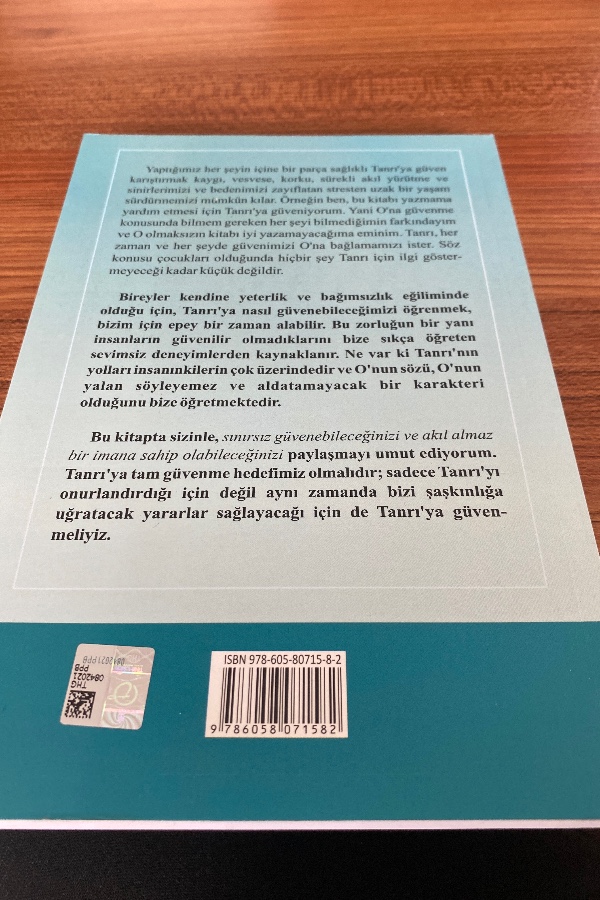 Yaptığımız her şeyin içine bir parça sağlıklı Tanrı'ya güven
karıştırmak kaygı, vesvese, korku, sürekli akıl yürütme ve
sinirlerimizi ve bedenimizi zayıflatan stresten uzak bir yaşam
sürdürmemizi mümkün kılar. Örneğin ben, bu kitabı yazmama
yardım etmesi için Tanrı'ya güveniyorum. Yani O'na güvenme
konusunda bilmem gereken her şeyi bilmediğimin farkındayım
ve O olmaksızın kitabı iyi yazamayacağıma eminim. Tanrı, her
zaman ve her şeyde güvenimizi O'na bağlamamızı ister. Söz
konusu çocukları olduğunda hiçbir şey Tanrı için ilgi göster-
meyeceği kadar küçük değildir.
Bireyler kendine yeterlik ve bağımsızlık eğiliminde
olduğu için, Tanrı'ya nasıl güvenebileceğimizi öğrenmek,
bizim için epey bir zaman alabilir. Bu zorluğun bir yanı
insanların güvenilir olmadıklarını bize sıkça öğreten
sevimsiz deneyimlerden kaynaklanır. Ne var ki Tanrı'nın
yolları insanınkilerin çok üzerindedir ve O'nun sözü, O'nun
yalan söyleyemez ve aldatamayacak bir karakteri
olduğunu bize öğretmektedir.
Bu kitapta sizinle, sınırsız güvenebileceğinizi ve akıl almaz
bir imana sahip olabileceğinizi paylaşmayı umut ediyorum.
Tanrı'ya tam güvenme hedefimiz olmalıdır; sadece Tanrı'yı
onurlandırdığı için değil aynı zamanda bizi şaşkınlığa
uğratacak yararlar sağlayacağı için de Tanrı'ya güven-
meliyiz.
THG
0842021
PPB
0842021 PPB
ISBN 978-605-80715-8-2
9 786058 071582